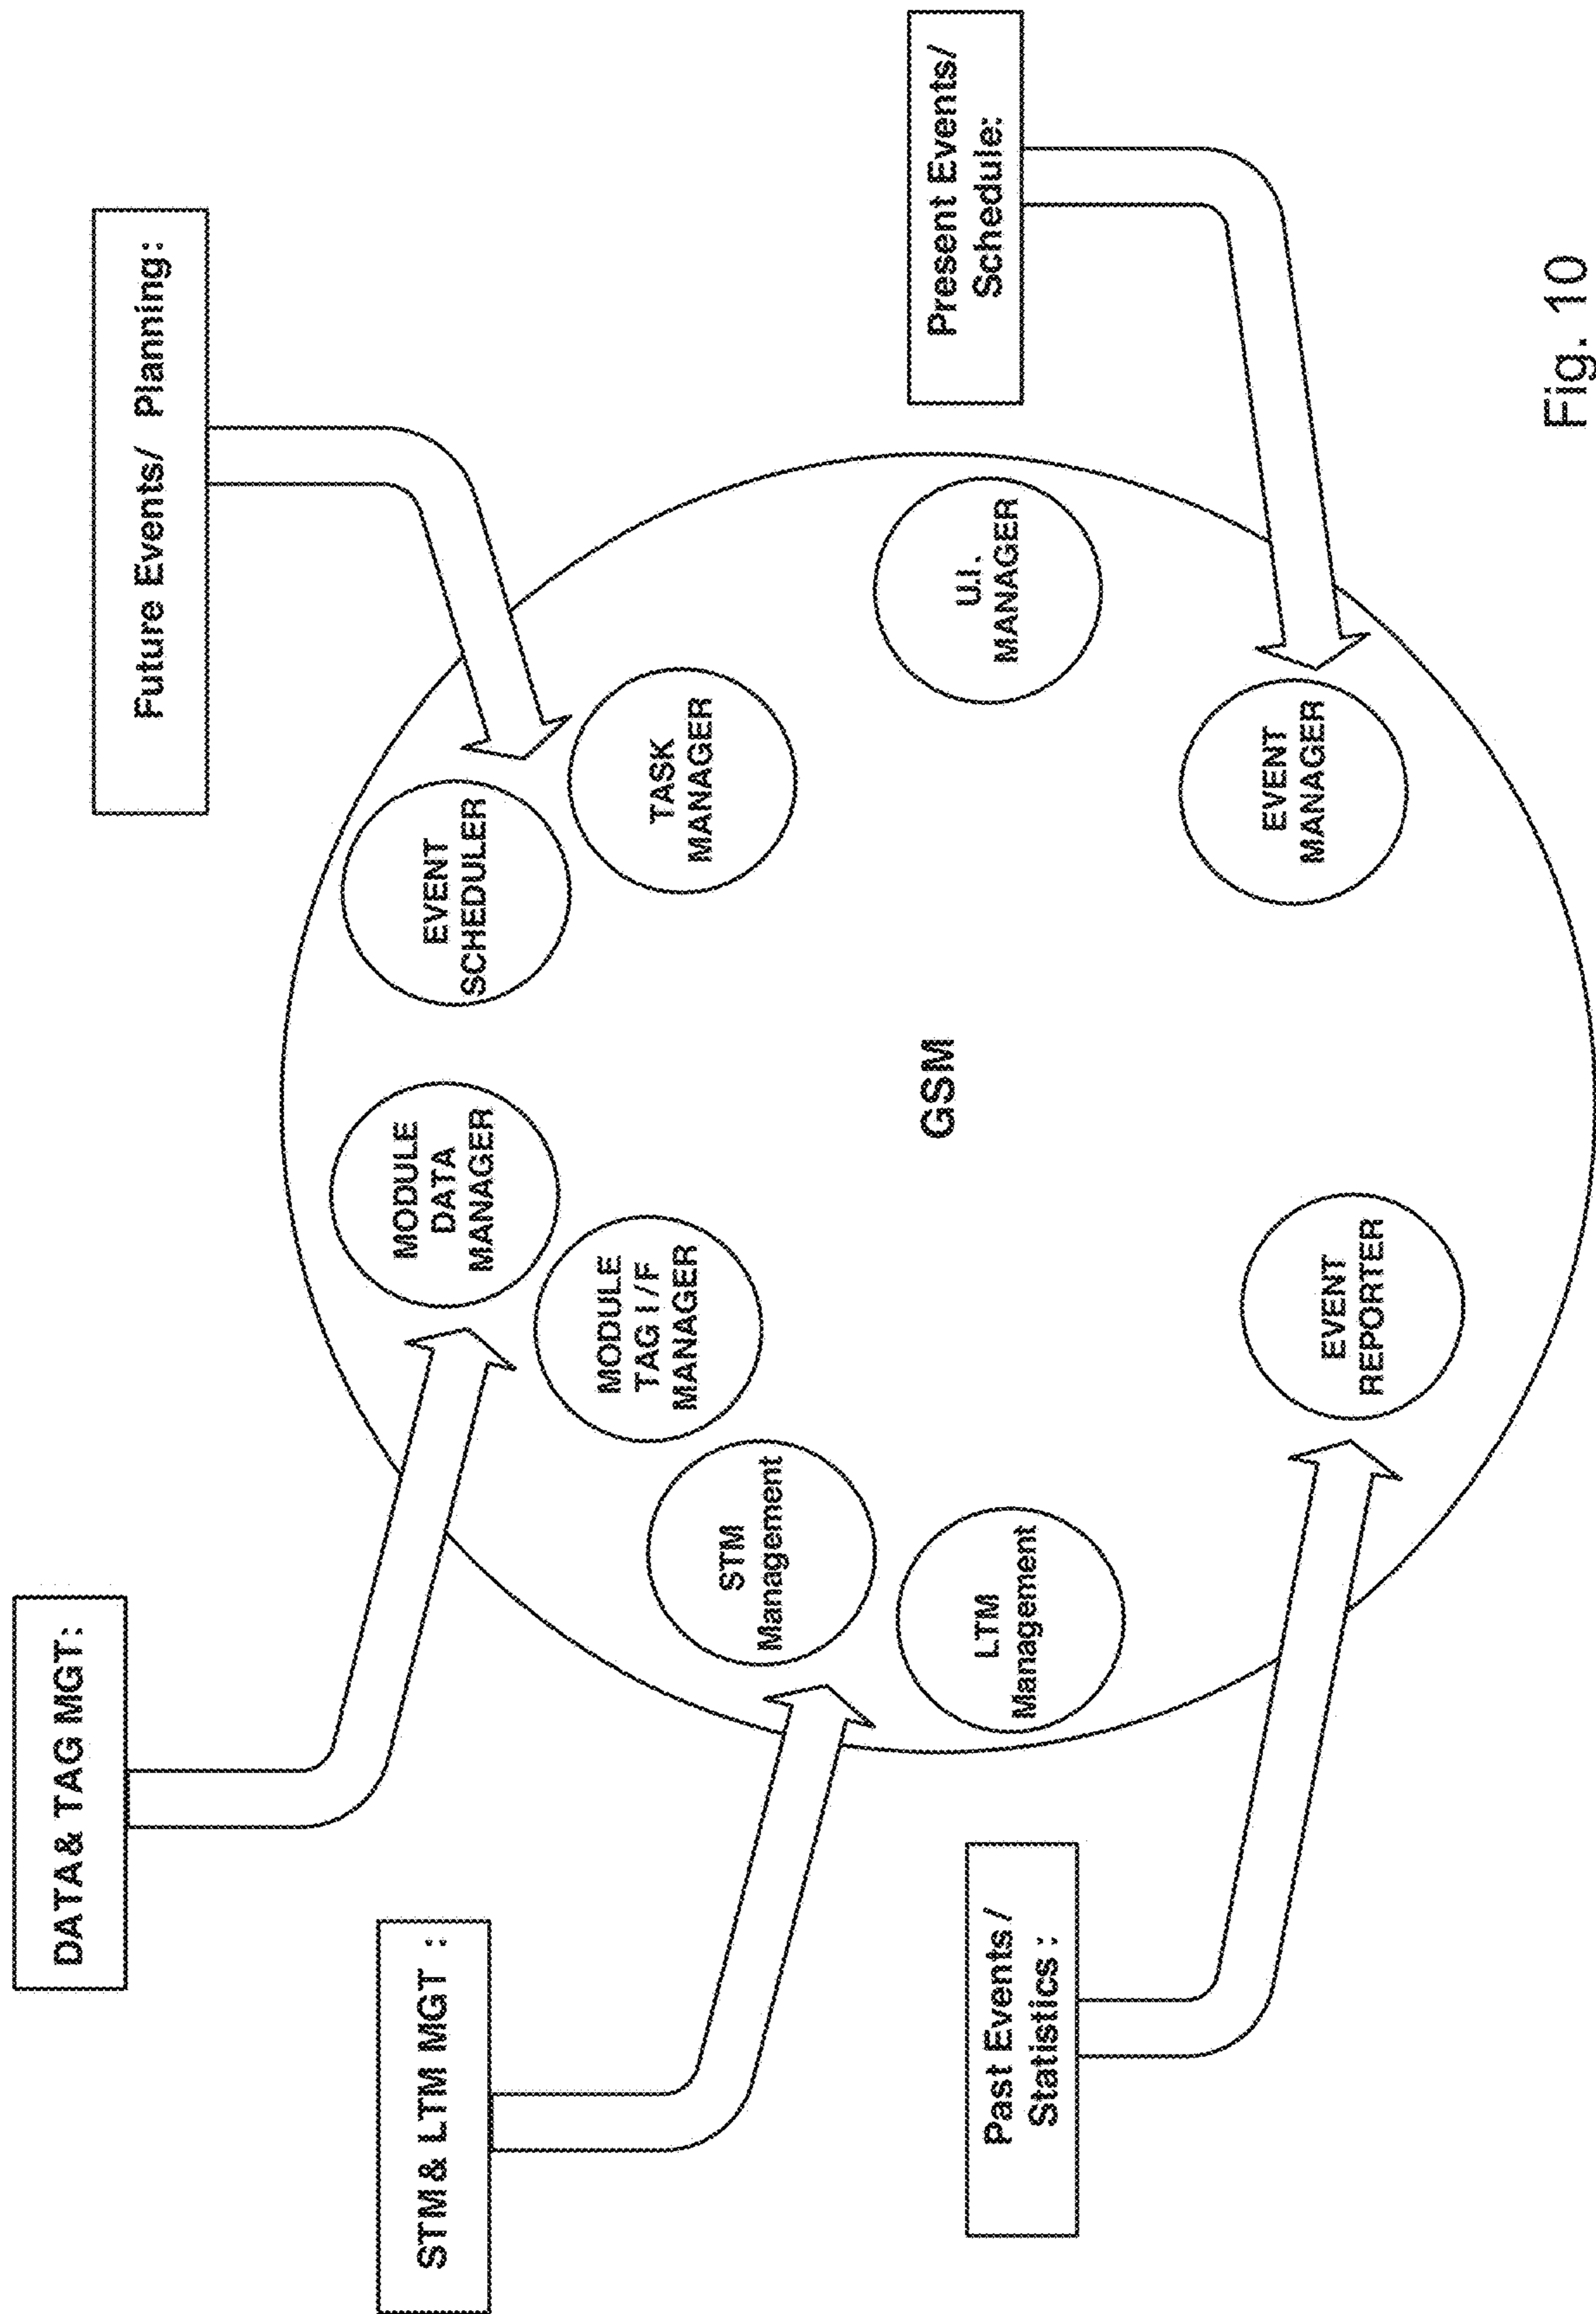 DATA& TAG MGT:
Future Events/ Planning:
STM& LTM MGT :
MODULE
DATA
MANAGER
EVENT
SCHEDULER
MODULE
TAG I/F
MANAGER
TASK
MANAGER
STM
Management
LTM
Management
GSM
U.I.
MANAGER
Present Events/
Schedule:
Past Events/
Statistics:
EVENT
REPORTER
EVENT
MANAGER
Fig. 10